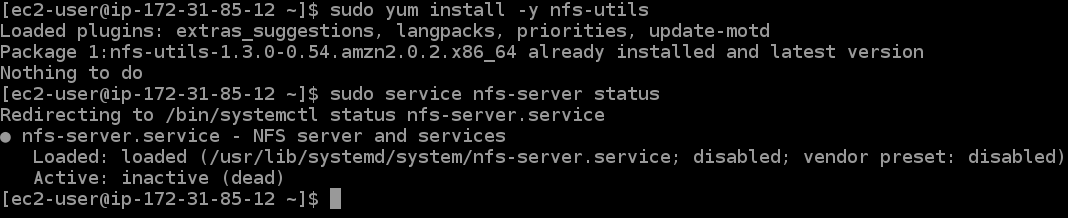 [ec2-user@ip-172-31-85-12 ~]$ sudo yum install -y nfs-utils
Loaded plugins: extras_suggestions, langpacks, priorities, update-motd
Package 1:nfs-utils-1.3.0-0.54.amzn2.0.2.x86_64 already installed and latest version
Nothing to do
[ec2-user@ip-172-31-85-12 ~]$ sudo service nfs-server status
Redirecting to /bin/systemctl status nfs-server.service
● nfs-server.service - NFS server and services
   Loaded: loaded (/usr/lib/systemd/system/nfs-server.service; disabled; vendor preset: disabled)
   Active: inactive (dead)
[ec2-user@ip-172-31-85-12 ~]$